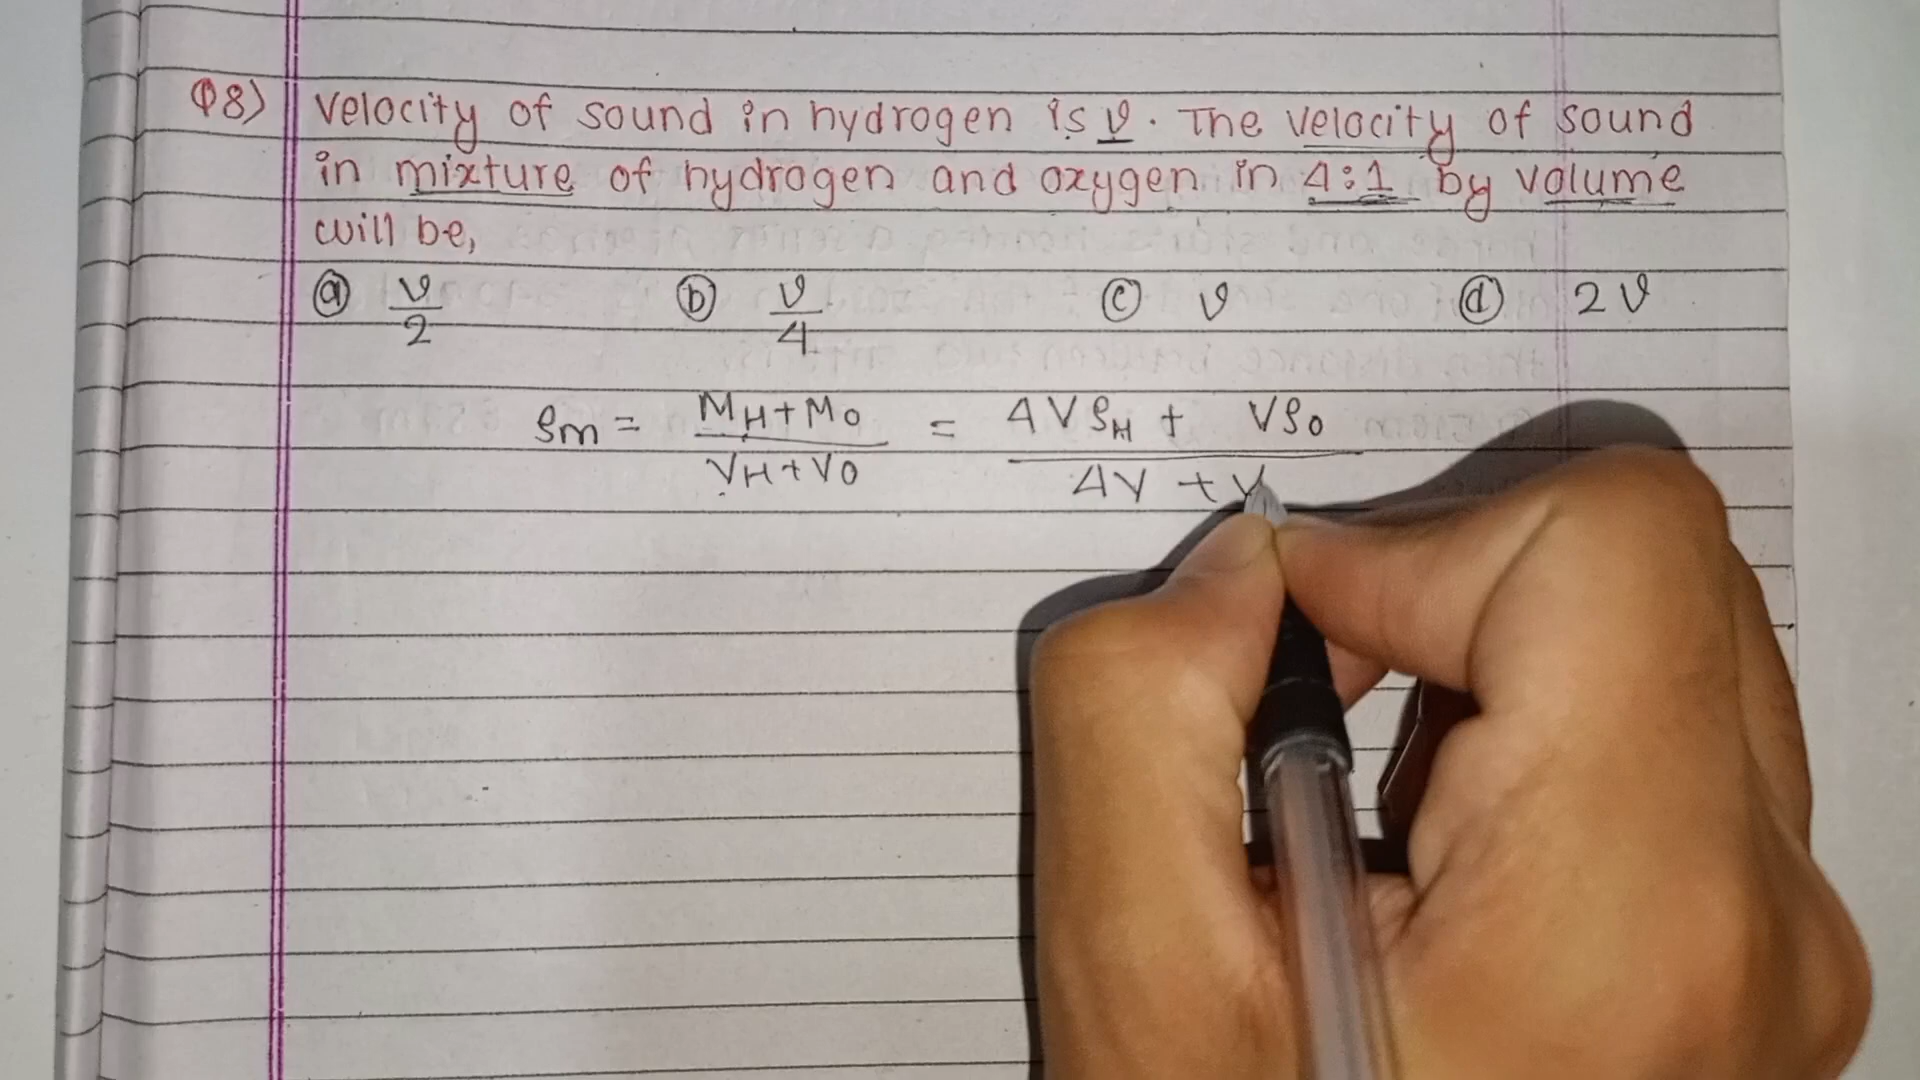 Q8) Velocity of sound in hydrogen is v. The velocity of sound
in mixture of hydrogen and oxygen in 4:1 by volume
will be,
ⓐ v/2 ⓑ v/4 ⓒ v ⓓ 2v
ρm = MH+MO / VH+VO = 4VρH + VρO / 4V + V